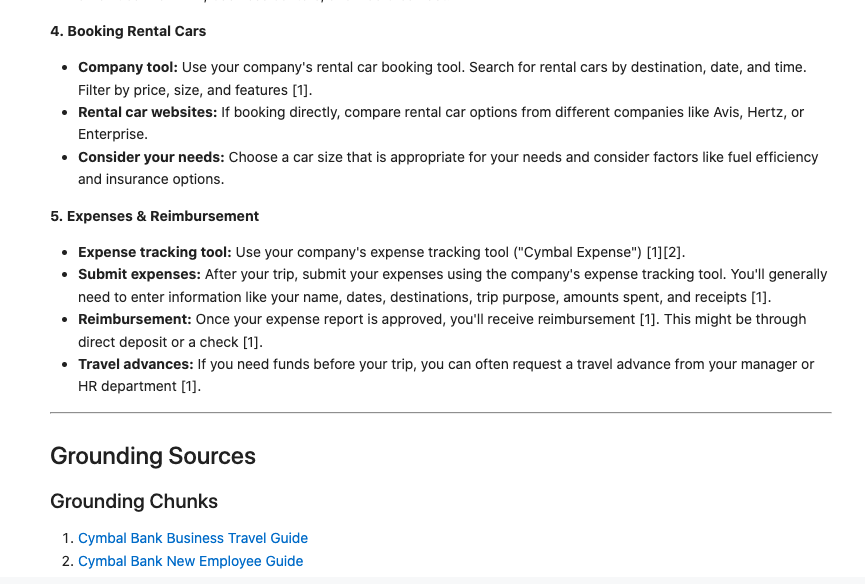 4. Booking Rental Cars
• Company tool: Use your company's rental car booking tool. Search for rental cars by destination, date, and time.
Filter by price, size, and features [1].
• Rental car websites: If booking directly, compare rental car options from different companies like Avis, Hertz, or
Enterprise.
• Consider your needs: Choose a car size that is appropriate for your needs and consider factors like fuel efficiency
and insurance options.
5. Expenses & Reimbursement
• Expense tracking tool: Use your company's expense tracking tool ("Cymbal Expense") [1][2].
• Submit expenses: After your trip, submit your expenses using the company's expense tracking tool. You'll generally
need to enter information like your name, dates, destinations, trip purpose, amounts spent, and receipts [1].
• Reimbursement: Once your expense report is approved, you'll receive reimbursement [1]. This might be through
direct deposit or a check [1].
• Travel advances: If you need funds before your trip, you can often request a travel advance from your manager or
HR department [1].
Grounding Sources
Grounding Chunks
1. Cymbal Bank Business Travel Guide
2. Cymbal Bank New Employee Guide